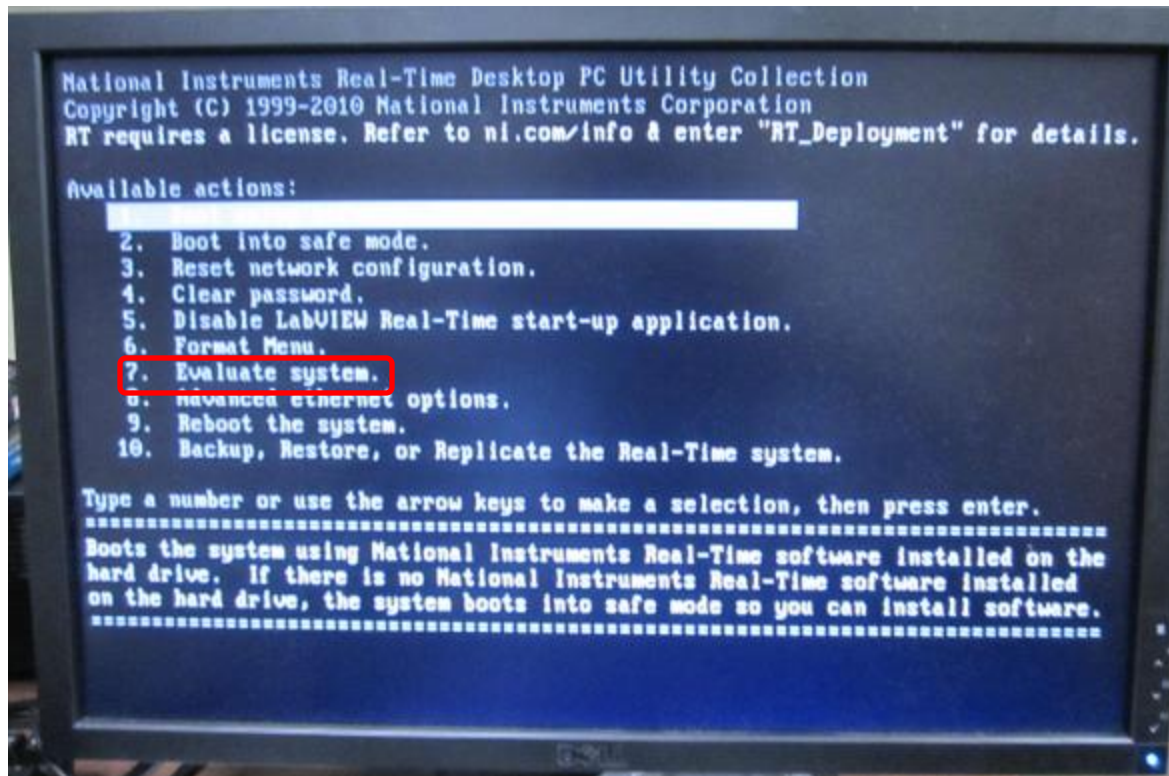 National Instruments Real-Time Desktop PC Utility Collection
Copyright (C) 1999-2010 National Instruments Corporation
RT requires a license. Refer to ni.com/info & enter "RT_Deployment" for details.
Available actions:
2. Boot into safe mode.
3. Reset network configuration.
4. Clear password.
5. Disable LabVIEW Real-Time start-up application.
6. Format Menu.
7. Evaluate system.
8. Advanced ethernet options.
9. Reboot the system.
10. Backup, Restore, or Replicate the Real-Time system.
Type a number or use the arrow keys to make a selection, then press enter.
Boots the system using National Instruments Real-Time software installed on the
hard drive. If there is no National Instruments Real-Time software installed
on the hard drive, the system boots into safe mode so you can install software.
DELL